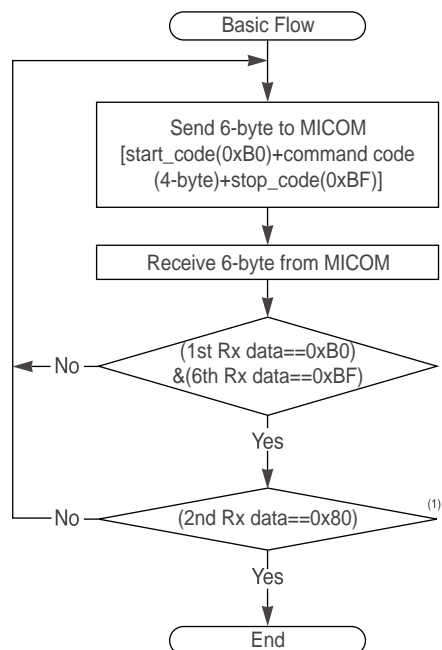 Basic Flow
Send 6-byte to MICOM
[start_code(0xB0)+command code
(4-byte)+stop_code(0xBF)]
Receive 6-byte from MICOM
(1st Rx data==0xB0)
&(6th Rx data==0xBF)
No
Yes
(2nd Rx data==0x80)
(1)
No
Yes
End